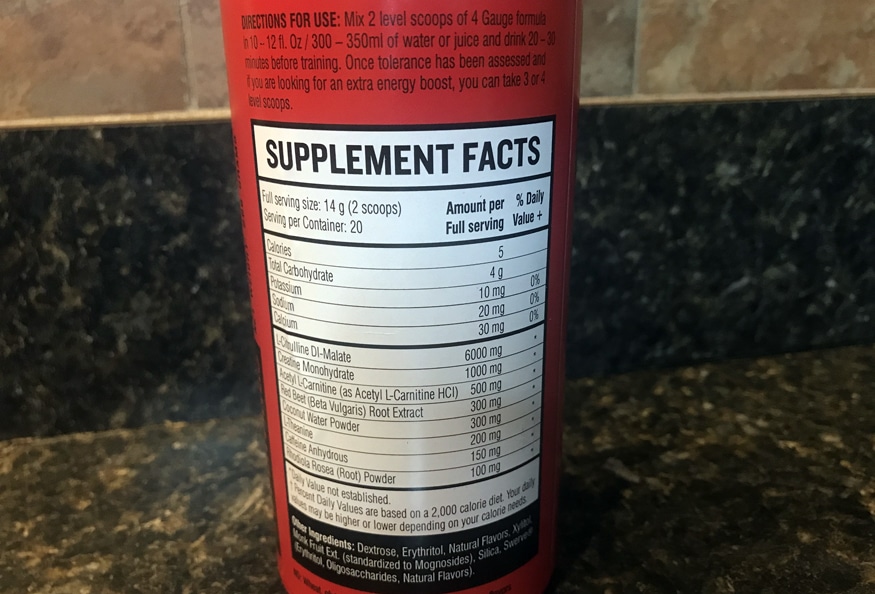 DIRECTIONS FOR USE: Mix 2 level scoops of 4 Gauge formula
in 10 – 12 fl. Oz / 300 – 350ml of water or juice and drink 20 – 30
minutes before training. Once tolerance has been assessed and
if you are looking for an extra energy boost, you can take 3 or 4
level scoops.
SUPPLEMENT FACTS
Full serving size: 14 g (2 scoops)
Serving per Container: 20
Amount per Full serving
% Daily Value +
Calories 5
Total Carbohydrate 4 g 0%
Potassium 10 mg 0%
Sodium 20 mg 0%
Calcium 30 mg
L-Citrulline DI-Malate 6000 mg *
Creatine Monohydrate 1000 mg *
Acetyl L-Carnitine (as Acetyl L-Carnitine HCI) 500 mg *
Red Beet (Beta Vulgaris) Root Extract 300 mg *
Coconut Water Powder 300 mg *
L-Theanine 200 mg *
Caffeine Anhydrous 150 mg *
Rhodiola Rosea (Root) Powder 100 mg *
*Daily Value not established.
+ Percent Daily Values are based on a 2,000 calorie diet. Your daily
values may be higher or lower depending on your calorie needs.
Other Ingredients: Dextrose, Erythritol, Natural Flavors, Xylitol,
Monk Fruit Ext. (standardized to Mognosides), Silica. Swerve®
(Erythritol, Oligosaccharides, Natural Flavors).